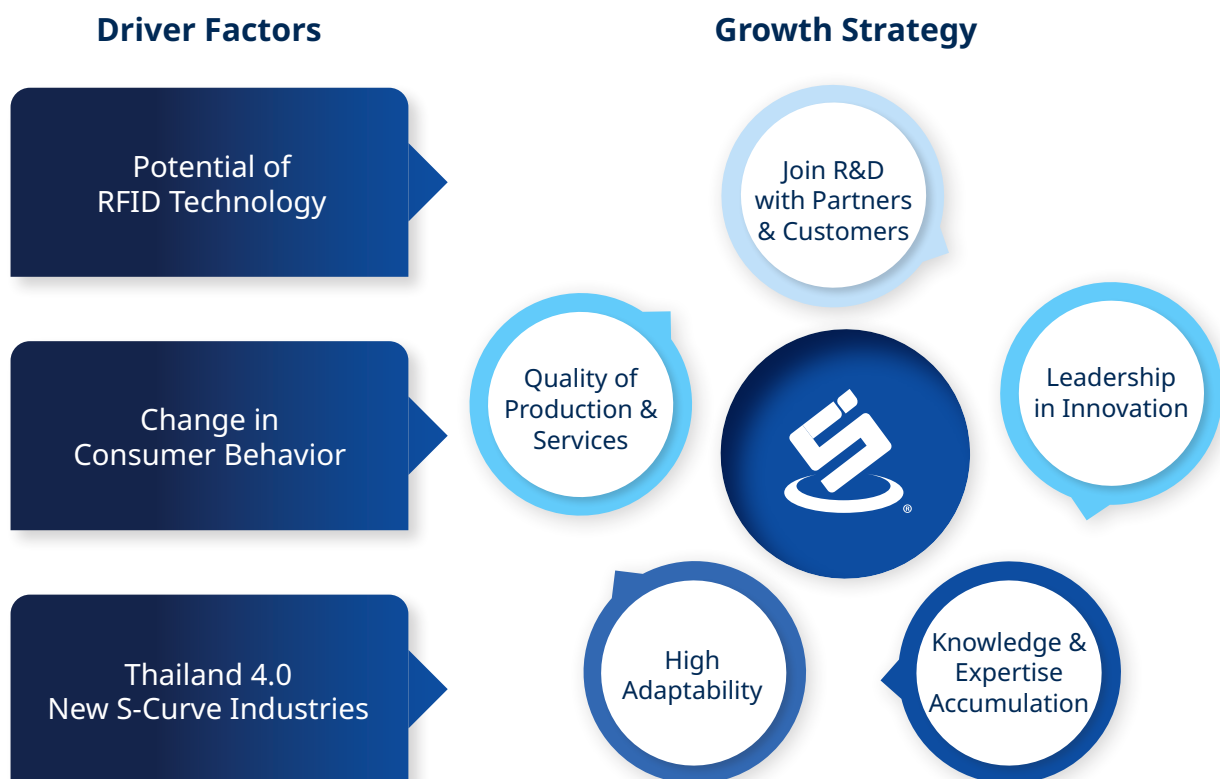 Driver Factors
Growth Strategy
Potential of
RFID Technology
Change in
Consumer Behavior
Thailand 4.0
New S-Curve Industries
Join R&D
with Partners
& Customers
Leadership
in Innovation
Knowledge &
Expertise
Accumulation
High
Adaptability
Quality of
Production &
Services
®